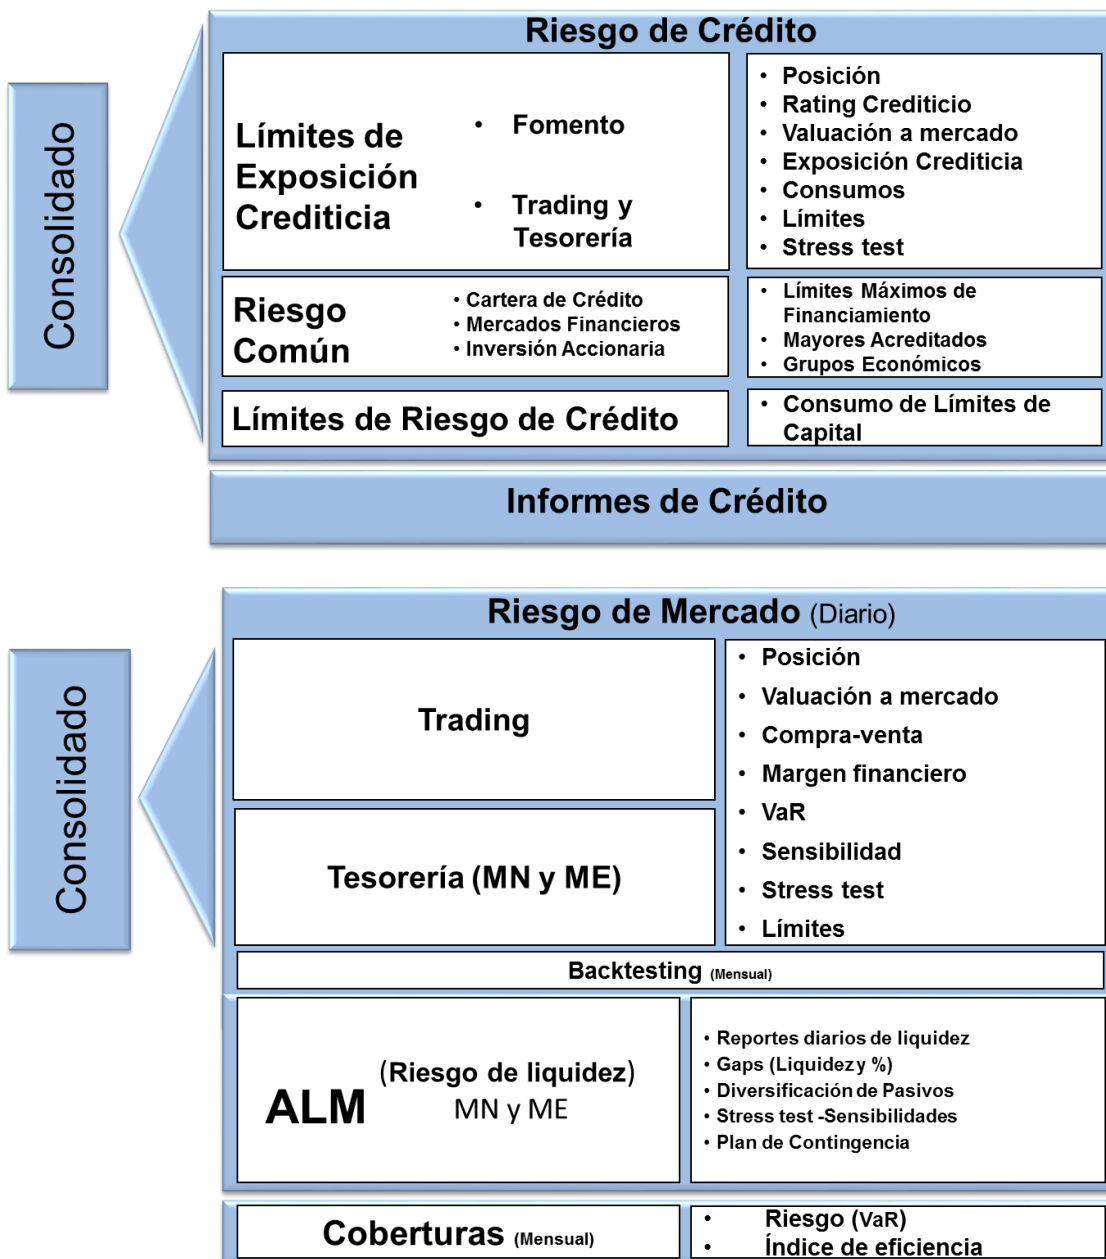 Consolidado
Riesgo de Crédito
Límites de
Exposición
Crediticia
• Fomento
• Trading y
Tesorería
• Posición
• Rating Crediticio
• Valuación a mercado
• Exposición Crediticia
• Consumos
• Límites
• Stress test
Riesgo
Común
• Cartera de Crédito
• Mercados Financieros
• Inversión Accionaria
• Límites Máximos de
Financiamiento
• Mayores Acreditados
• Grupos Económicos
Límites de Riesgo de Crédito
• Consumo de Límites de
Capital
Informes de Crédito
Consolidado
Riesgo de Mercado (Diario)
Trading
Tesorería (MN y ME)
• Posición
• Valuación a mercado
• Compra-venta
• Margen financiero
• VaR
• Sensibilidad
• Stress test
• Límites
Backtesting (Mensual)
ALM
(Riesgo de liquidez)
MN y ME
• Reportes diarios de liquidez
• Gaps (Liquidez y %)
• Diversificación de Pasivos
• Stress test -Sensibilidades
• Plan de Contingencia
Coberturas (Mensual)
• Riesgo (VaR)
• Índice de eficiencia